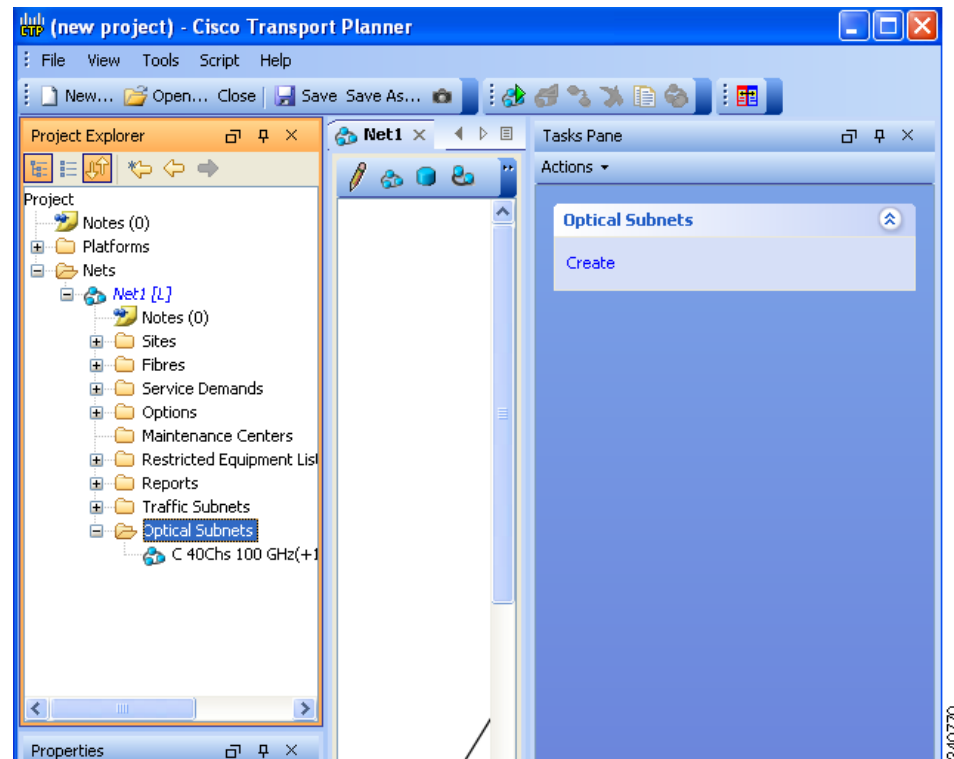 (new project) - Cisco Transport Planner
File View Tools Script Help
New... Open... Close Save Save As...
Project Explorer
Net1
Tasks Pane
Actions
Project
Notes (0)
Platforms
Nets
Net1 [L]
Notes (0)
Sites
Fibres
Service Demands
Options
Maintenance Centers
Restricted Equipment List
Reports
Traffic Subnets
Optical Subnets
C 40Chs 100 GHz(+1
Optical Subnets
Create
Properties